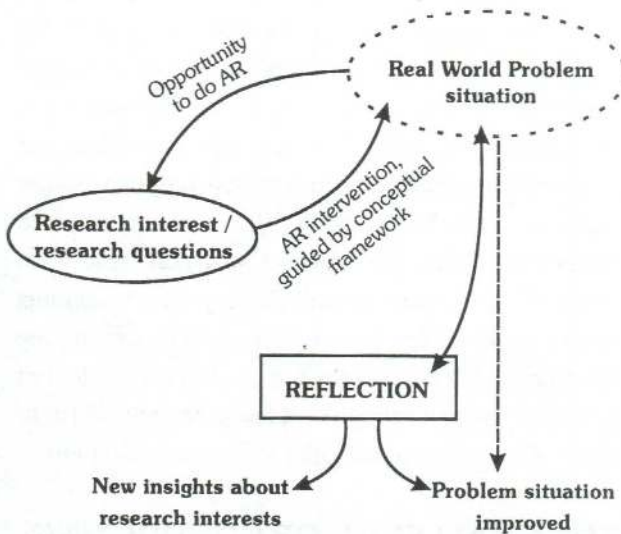 Opportunity
to do AR
Real World Problem
situation
Research interest /
research questions
AR intervention,
guided by conceptual
framework
REFLECTION
New insights about
research interests
Problem situation
improved